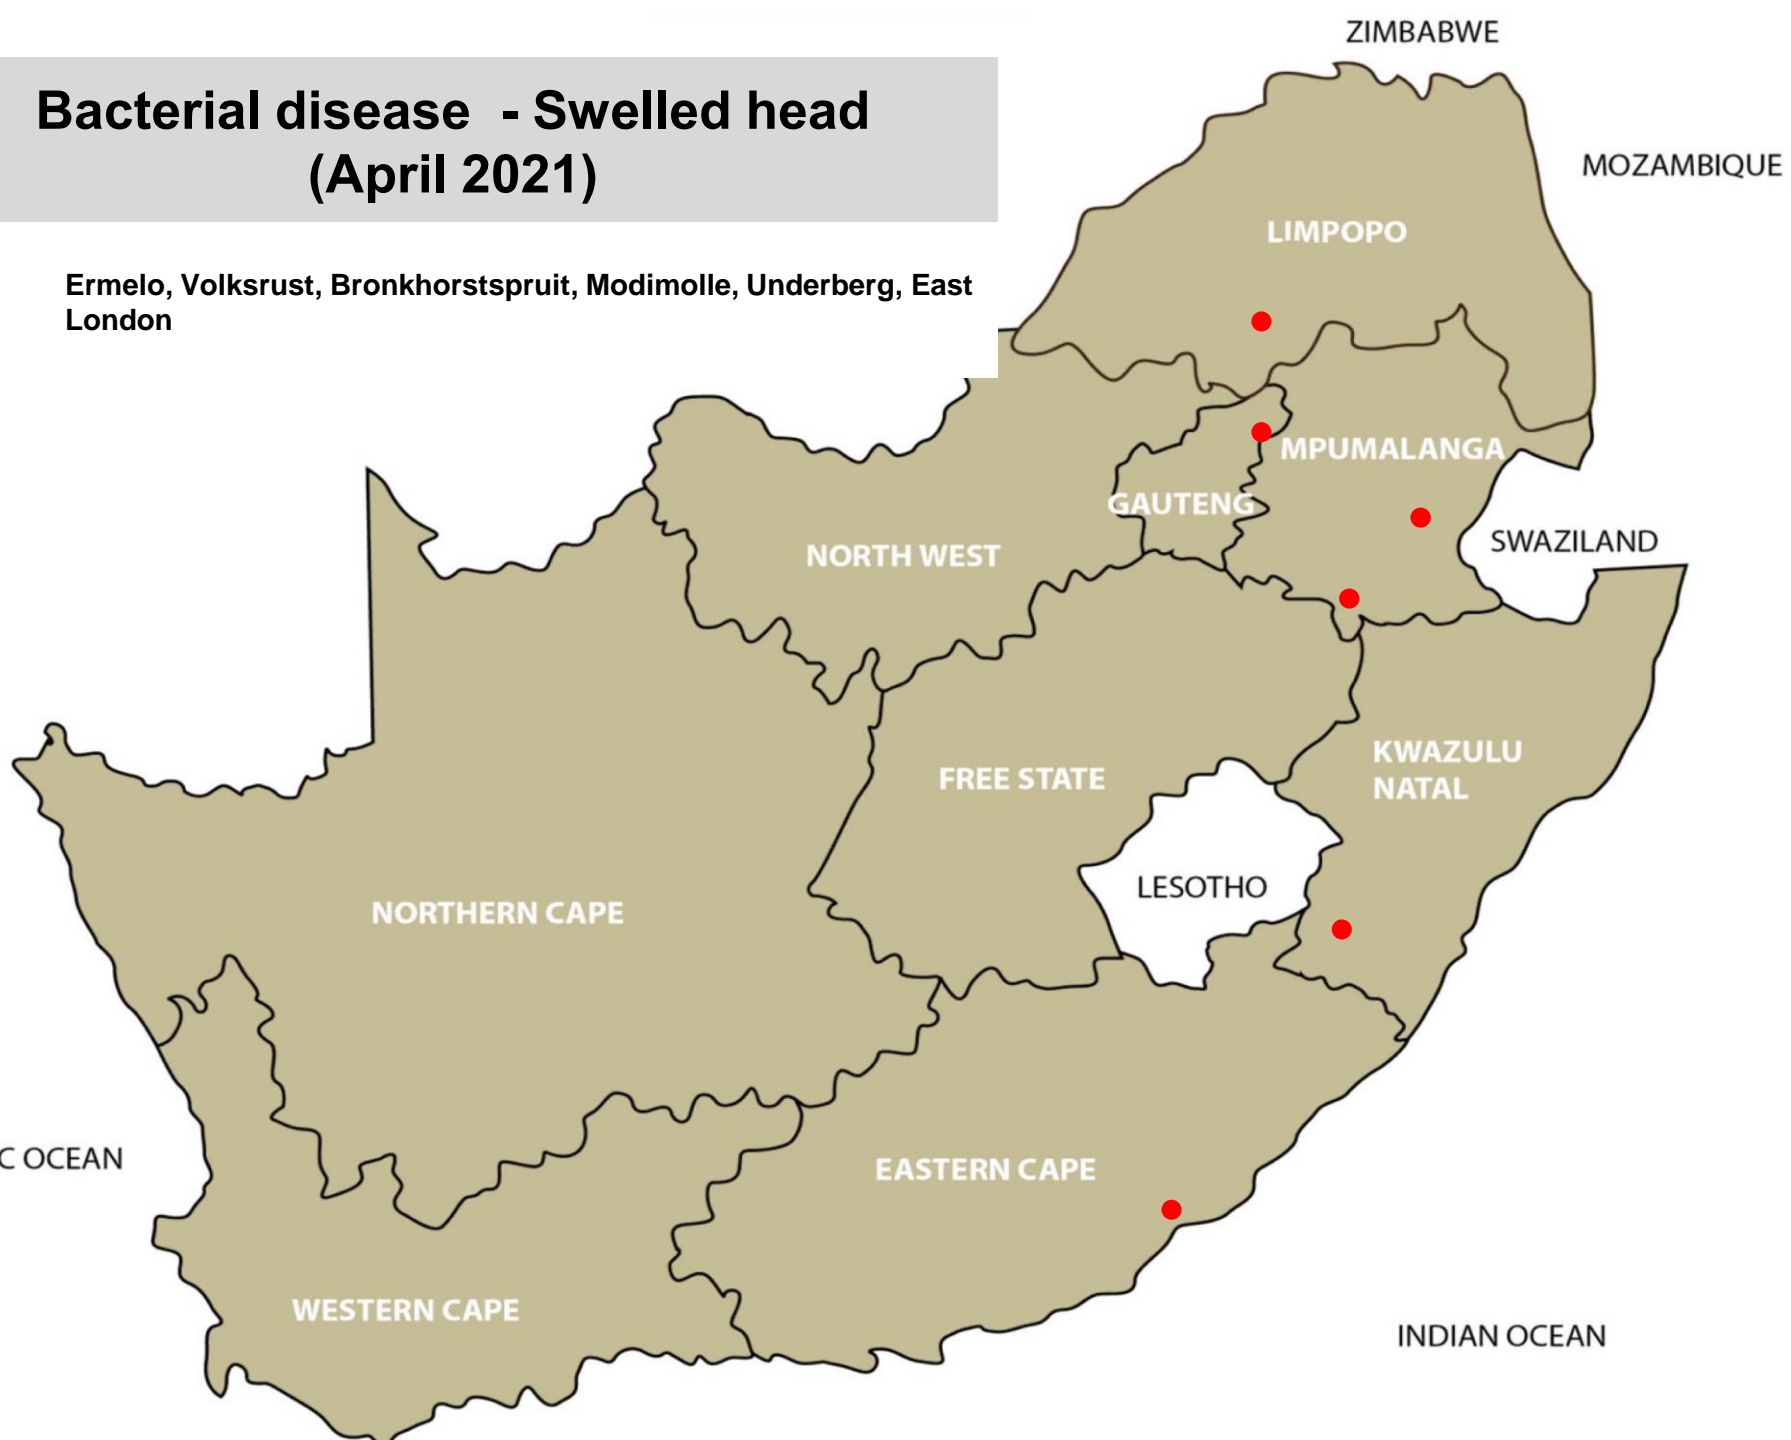 ZIMBABWE
Bacterial disease - Swelled head
(April 2021)
MOZAMBIQUE
LIMPOPO
Ermelo, Volksrust, Bronkhorstspruit, Modimolle, Underberg, East
London
MPUMALANGA
GAUTENG
SWAZILAND
NORTH WEST
KWAZULU
NATAL
FREE STATE
LESOTHO
NORTHERN CAPE
C OCEAN
EASTERN CAPE
WESTERN CAPE
INDIAN OCEAN